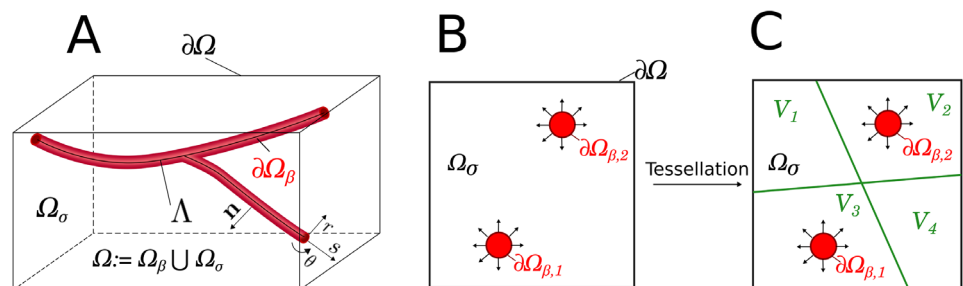 A
∂Ω
∂Ω_β
Ω_σ
Λ
n
r
s
θ
Ω:= Ω_β ⋃ Ω_σ
B
∂Ω
∂Ω_β,2
Ω_σ
∂Ω_β,1
Tessellation
C
V_1
V_2
∂Ω_β,2
Ω_σ
V_3
V_4
∂Ω_β,1